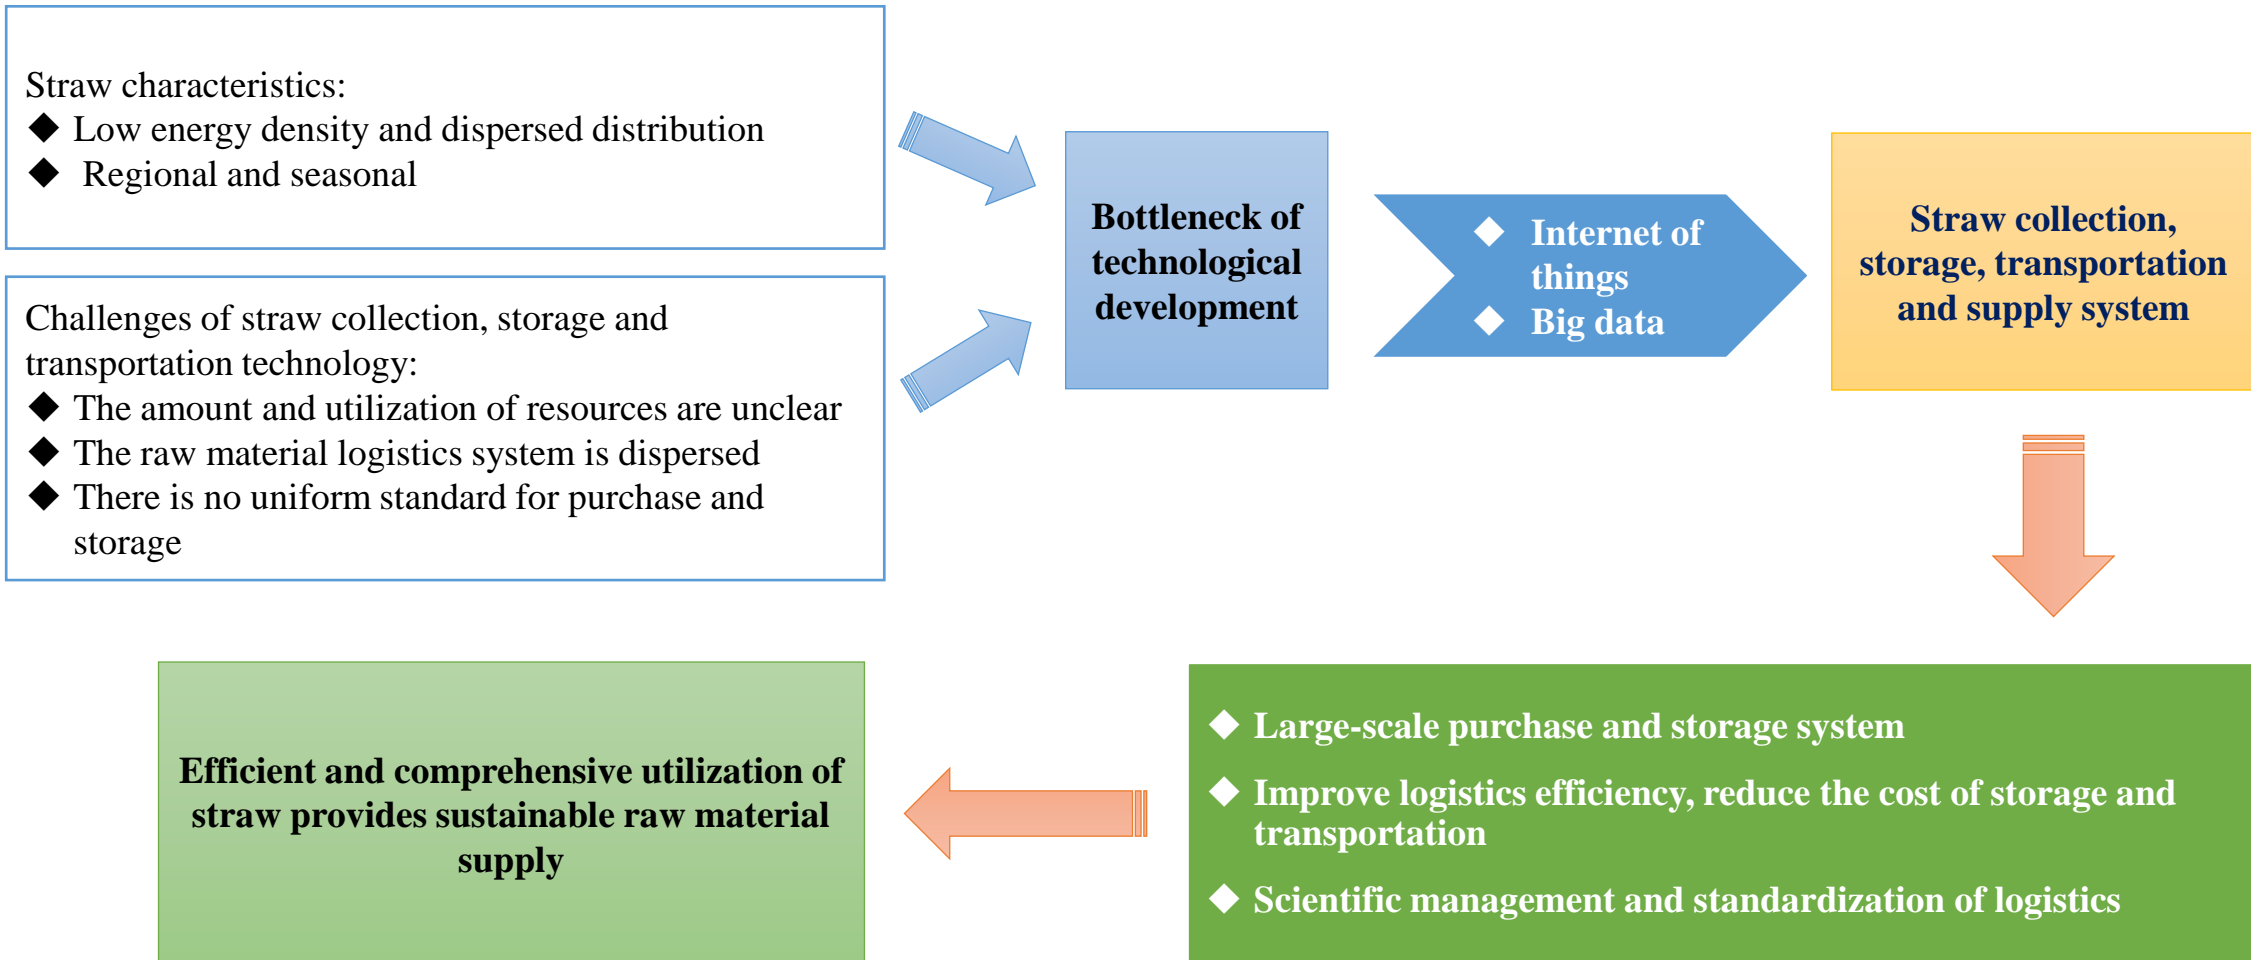 Straw characteristics:
◆ Low energy density and dispersed distribution
◆ Regional and seasonal
Challenges of straw collection, storage and
transportation technology:
◆ The amount and utilization of resources are unclear
◆ The raw material logistics system is dispersed
◆ There is no uniform standard for purchase and
storage
Bottleneck of
technological
development
◆ Internet of
things
◆ Big data
Straw collection,
storage, transportation
and supply system
◆ Large-scale purchase and storage system
◆ Improve logistics efficiency, reduce the cost of storage and
transportation
◆ Scientific management and standardization of logistics
Efficient and comprehensive utilization of
straw provides sustainable raw material
supply